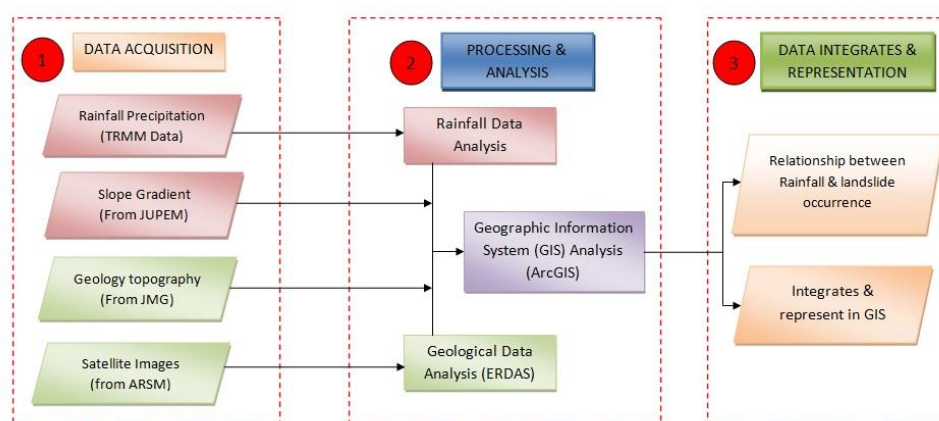 1
DATA ACQUISITION
Rainfall Precipitation
(TRMM Data)
Slope Gradient
(From JUPEM)
Geology topography
(From JMG)
Satellite Images
(from ARSM)
2
PROCESSING &
ANALYSIS
Rainfall Data
Analysis
Geographic Information
System (GIS) Analysis
(ArcGIS)
Geological Data
Analysis (ERDAS)
3
DATA INTEGRATES &
REPRESENTATION
Relationship between
Rainfall & landslide
occurrence
Integrates &
represent in GIS